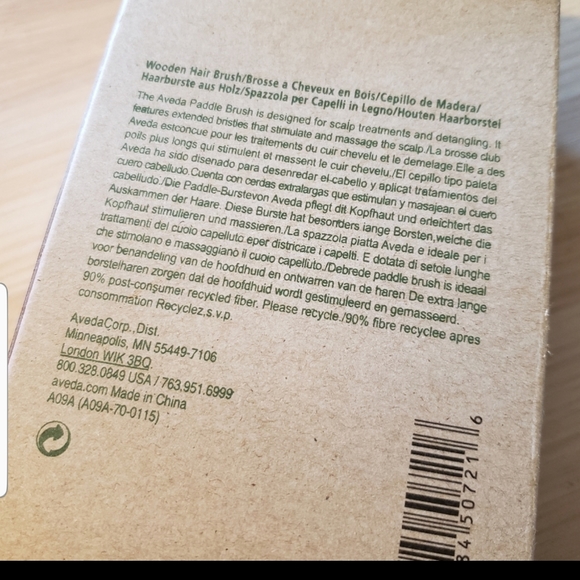 Wooden Hair Brush/Brosse a Cheveux en Bois/Cepillo de Madera/
Haarburste aus Holz/Spazzola per Capelli in Legno/Houten Haarborstel
The Aveda Paddle Brush is designed for scalp treatments and detangling. It
features extended bristles that stimulate and massage the scalp./La brosse club
Aveda estconcue pour les traitements du cuir chevelu et le demelage.Elle a des
poils plus longs qui stimulent et massent le cuir chevelu./El cepillo tipo paleta
Aveda ha sido disenado para desenredar el-cabello y aplicat tratamientos del
cuero cabelludo.Cuenta con cerdas extralargas que estimulan y masajean el cuero
cabelludo./Die Paddle-Burstevon Aveda pflegt dit Kopfhaut und erleichtert das
Auskammen der Haare. Diese Burste hat besonders iange Borsten,welche die
Kopfhaut stimulieren und massieren./La spazzola piatta Aveda e ideale per i
trattamenti del cuoio capelluto eper districare i capelti. E dotata di setole lunghe
che stimolano e massaggianò il cuoio capellùto./Debrede paddle brush is ideaal
voor behandeling van de hoofdhuid en ontwarren van de haren De extra lange
borstelharen zorgen dat de hoofdhuid wordt gestimuleerd en gemasseerd.
90% post-consumer recycled fiber. Please recycle./90% fibre recyclee apres
consommation Recyclez,s.v.p.
AvedaCorp.,Dist.
Minneapolis, MN 55449-7106
London WIK 3BQ.
800.328.0849 USA / 763.951.6999
aveda.com Made in China
A09A (A09A-70-0115)
84 50721 6